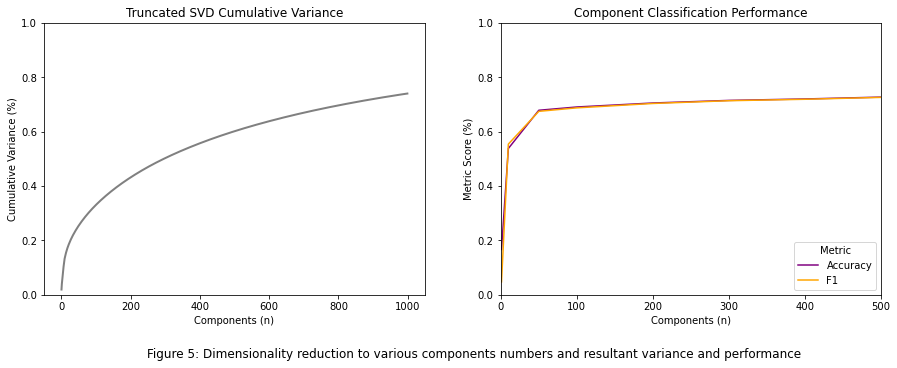 Truncated SVD Cumulative Variance
Cumulative Variance (%)
1.0
0.8
0.6
0.4
0.2
0.0
0 200 400 600 800 1000
Components (n)
Component Classification Performance
Metric Score (%)
1.0
0.8
0.6
0.4
0.2
0.0
Metric
Accuracy
F1
0 100 200 300 400 500
Components (n)
Figure 5: Dimensionality reduction to various components numbers and resultant variance and performance